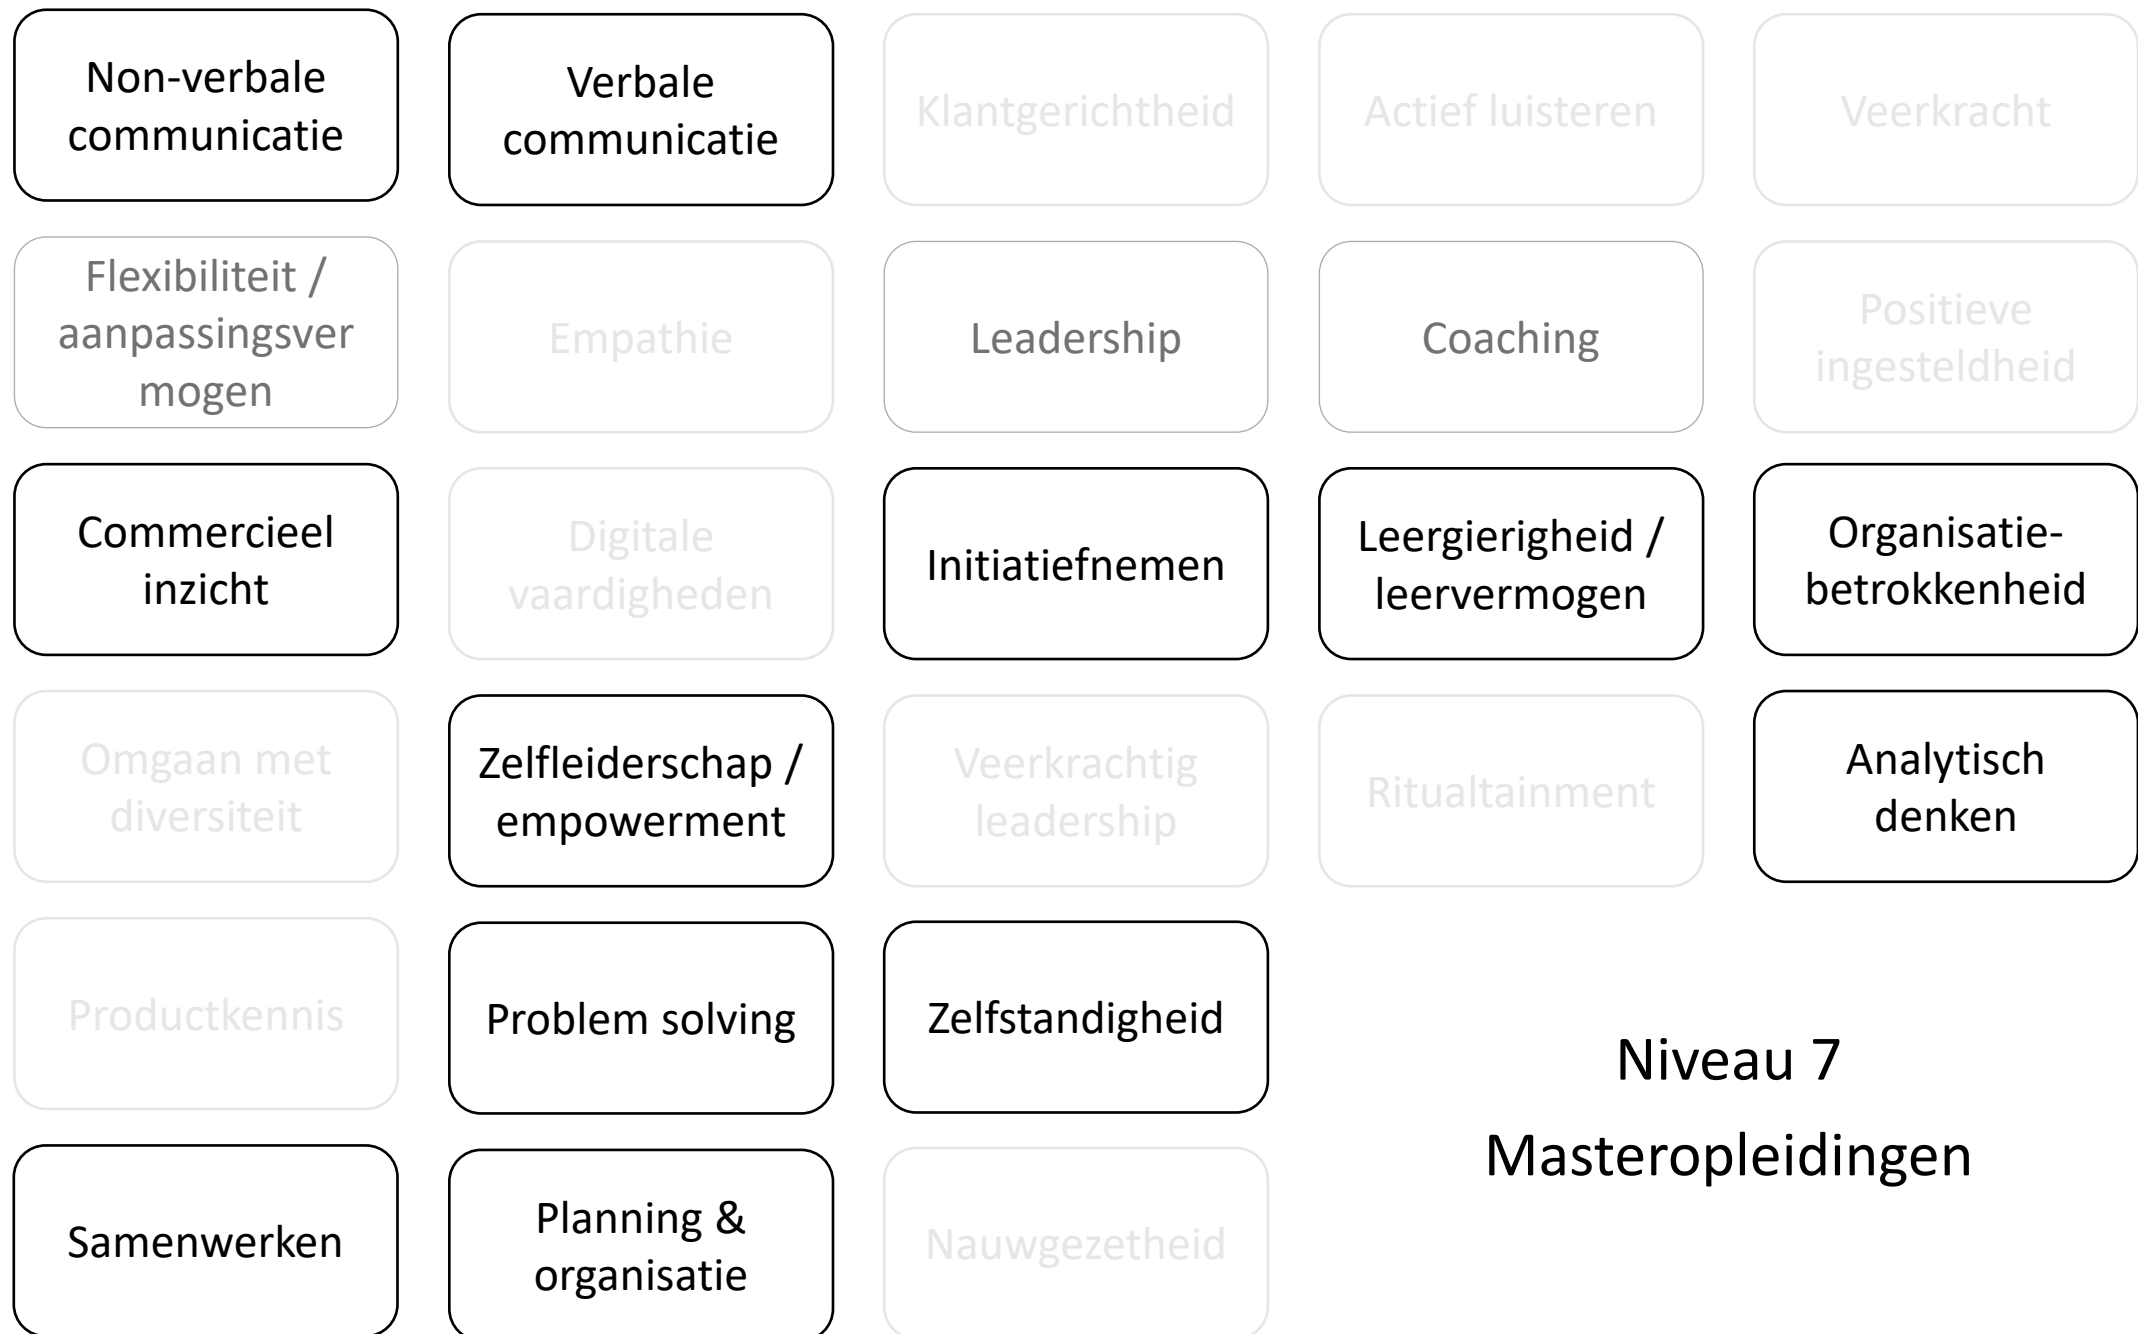 Non-verbale
communicatie
Verbale
communicatie
Klantgerichtheid
Actief luisteren
Veerkracht
Flexibiliteit /
aanpassingsver
mogen
Empathie
Leadership
Coaching
Positieve
ingesteldheid
Commercieel
inzicht
Digitale
vaardigheden
Initiatiefnemen
Leergierigheid /
leervermogen
Organisatie-
betrokkenheid
Omgaan met
diversiteit
Zelfleiderschap /
empowerment
Veerkrachtig
leadership
Ritualtainment
Analytisch
denken
Productkennis
Problem solving
Zelfstandigheid
Samenwerken
Planning &
organisatie
Nauwgezetheid
Niveau 7
Masteropleidingen